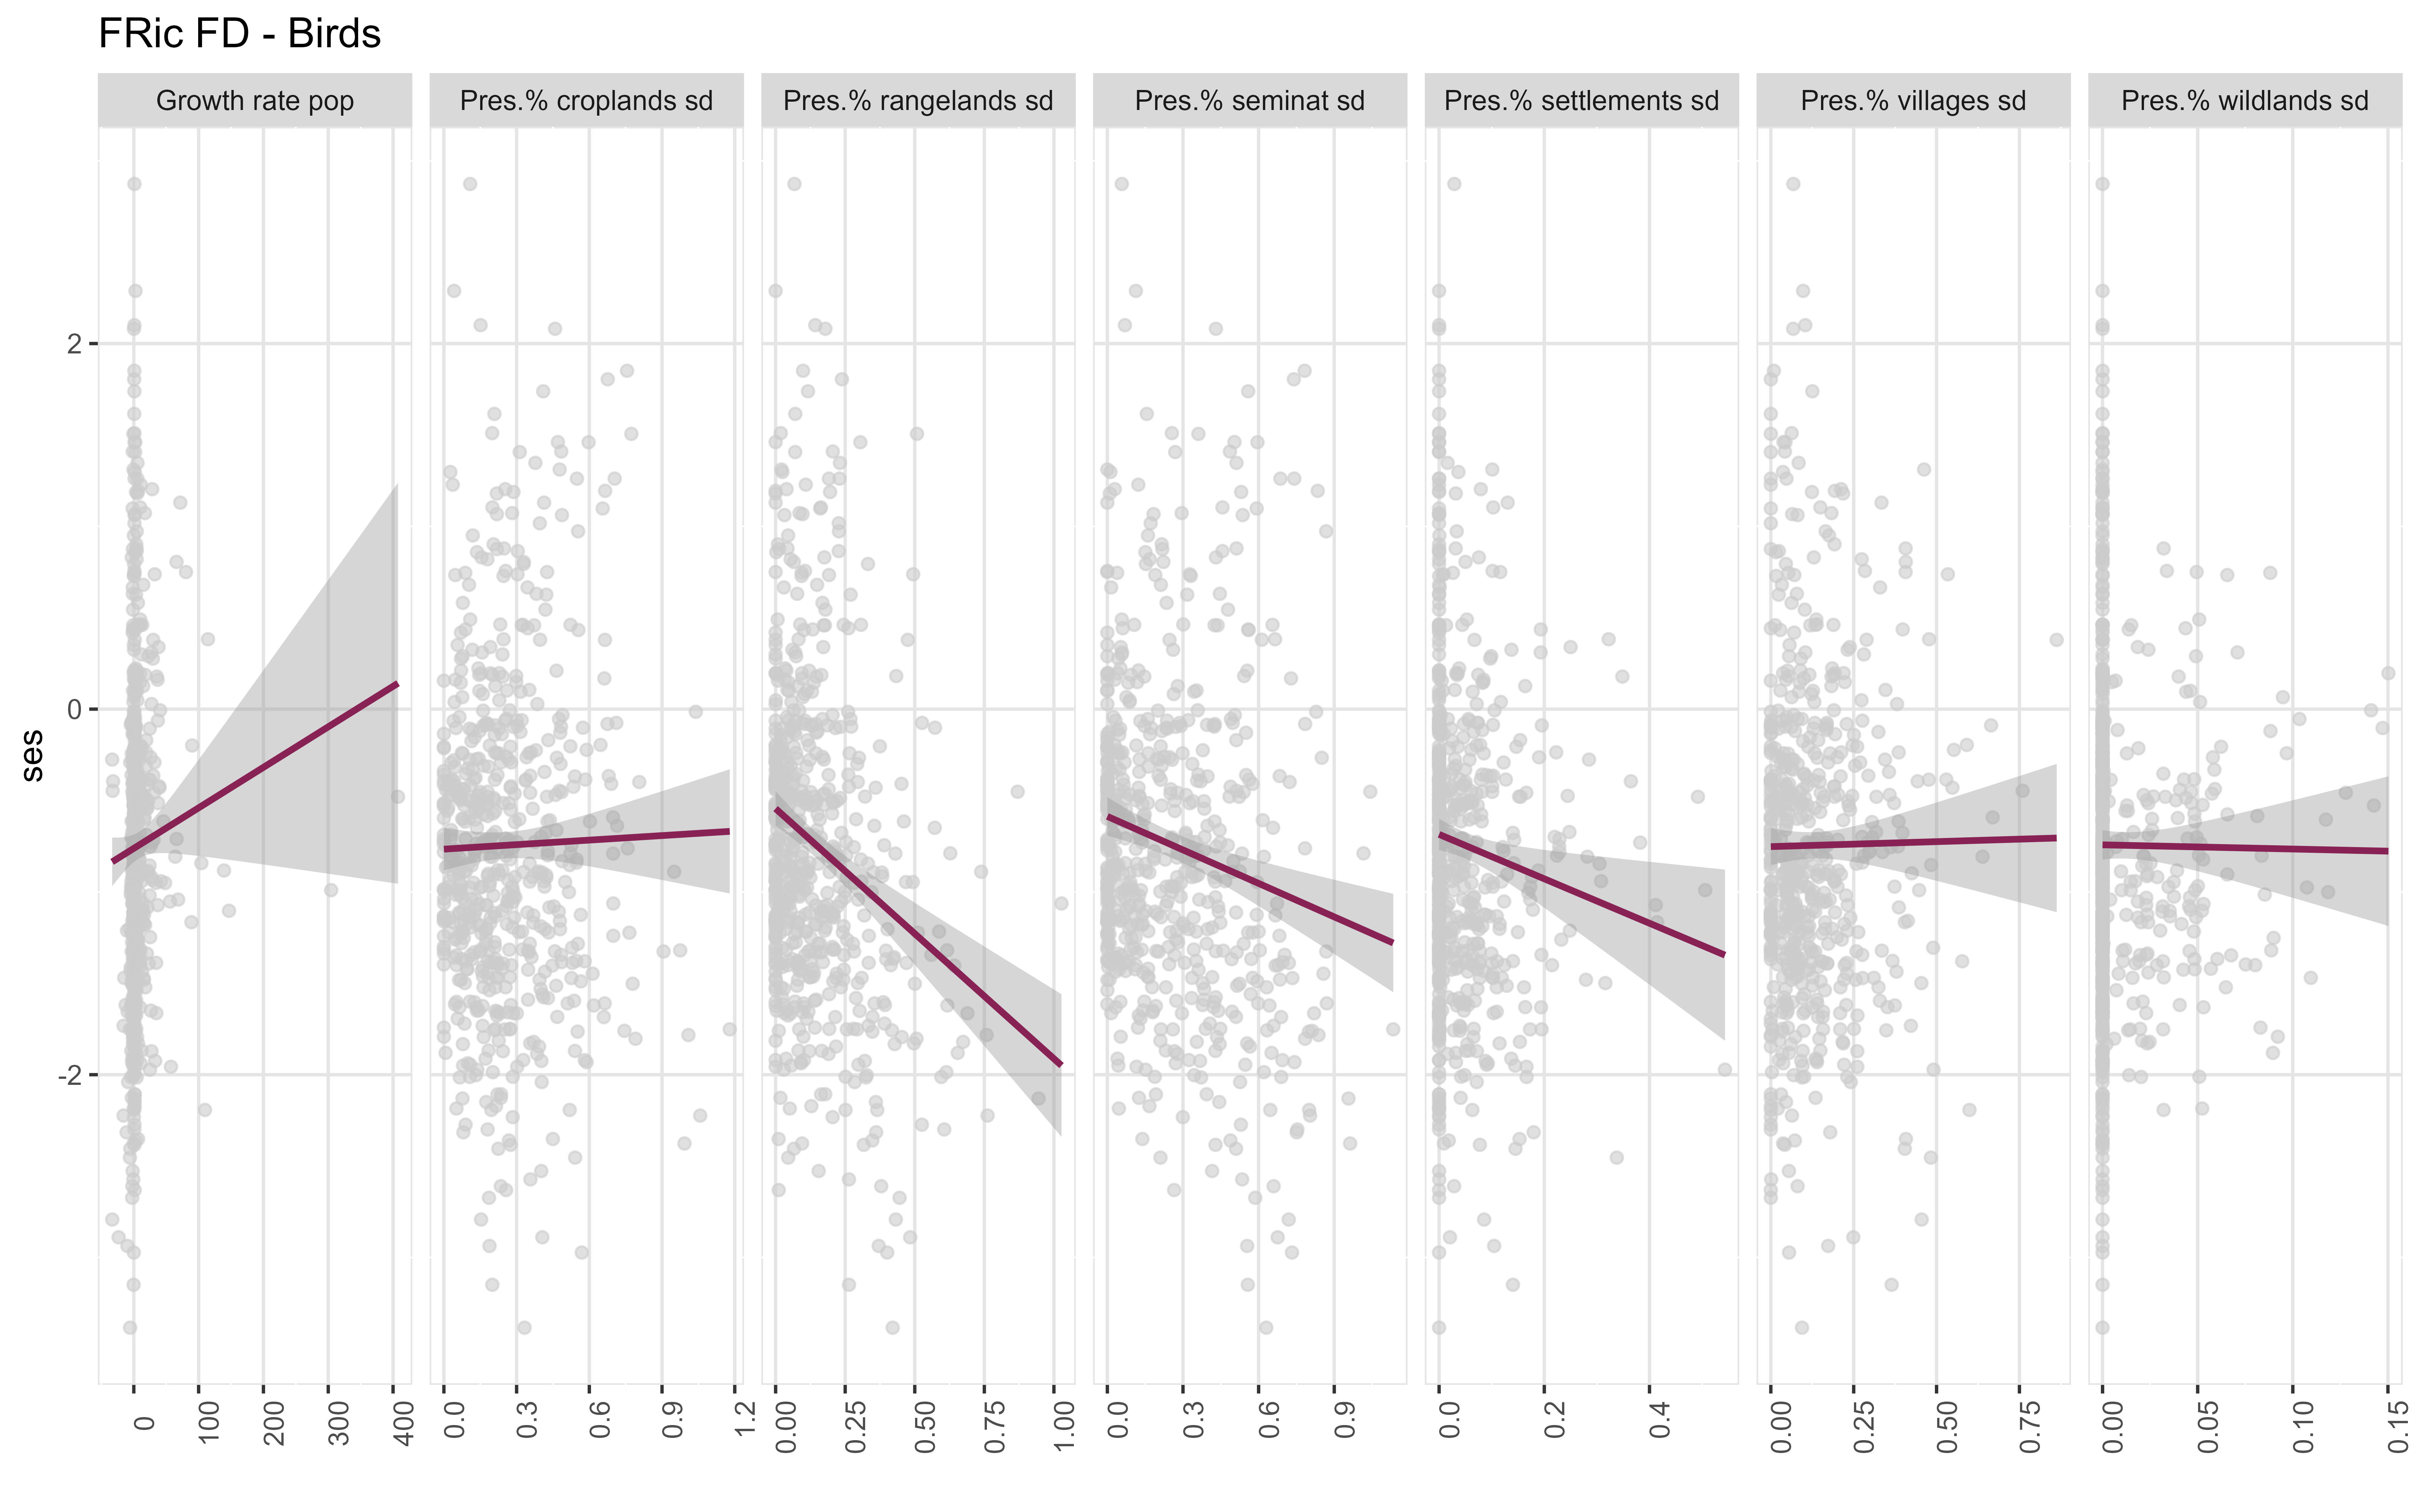 FRic FD - Birds
Growth rate pop Pres.% croplands sd Pres.% rangelands sd Pres.% seminat sd Pres.% settlements sd Pres.% villages sd Pres.% wildlands sd
ses
2
0
-2
0 100 200 300 400 0.0 0.3 0.6 0.9 1.2 0.00 0.25 0.50 0.75 1.00 0.0 0.3 0.6 0.9 0.0 0.2 0.4 0.00 0.25 0.50 0.75 0.00 0.05 0.10 0.15